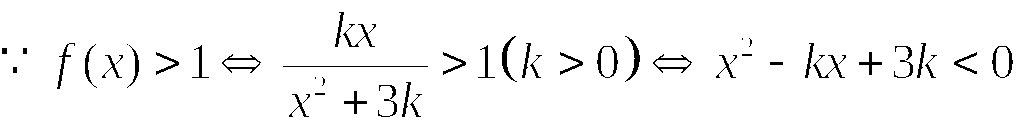 ∵ f(x) > 1 ⇔ kx / (x² + 3k) > 1 (k > 0) ⇔ x² - kx + 3k < 0